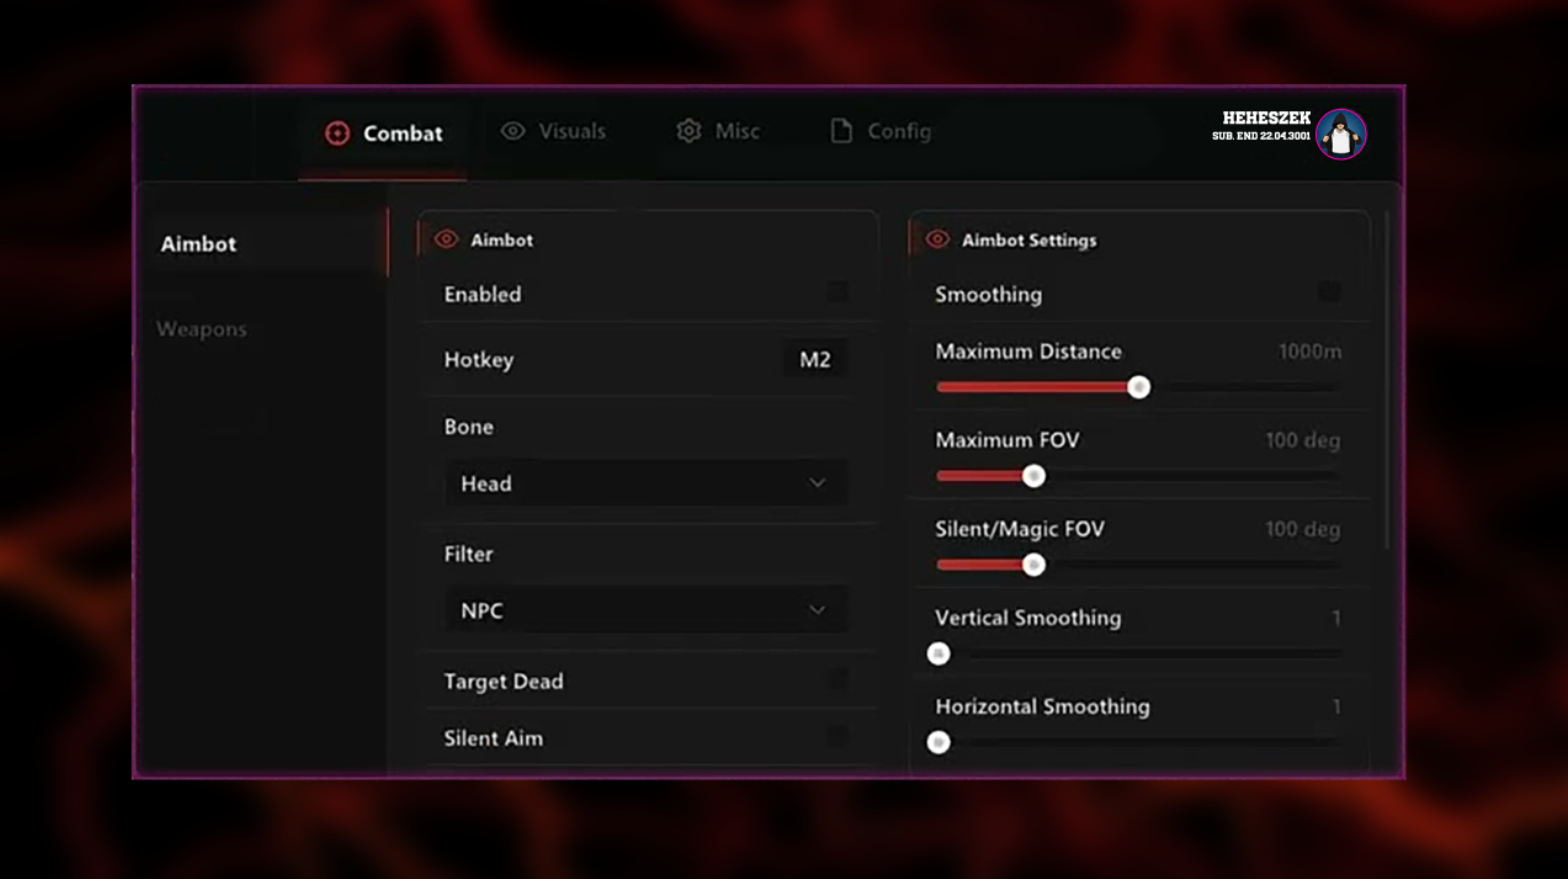 Combat
Visuals
Misc
Config
HEHESZEK
SUB. END 22.04.3001
Aimbot
Weapons
Aimbot
Enabled
Hotkey M2
Bone
Head
Filter
NPC
Target Dead
Silent Aim
Aimbot Settings
Smoothing
Maximum Distance 1000m
Maximum FOV 100 deg
Silent/Magic FOV 100 deg
Vertical Smoothing 1
Horizontal Smoothing 1